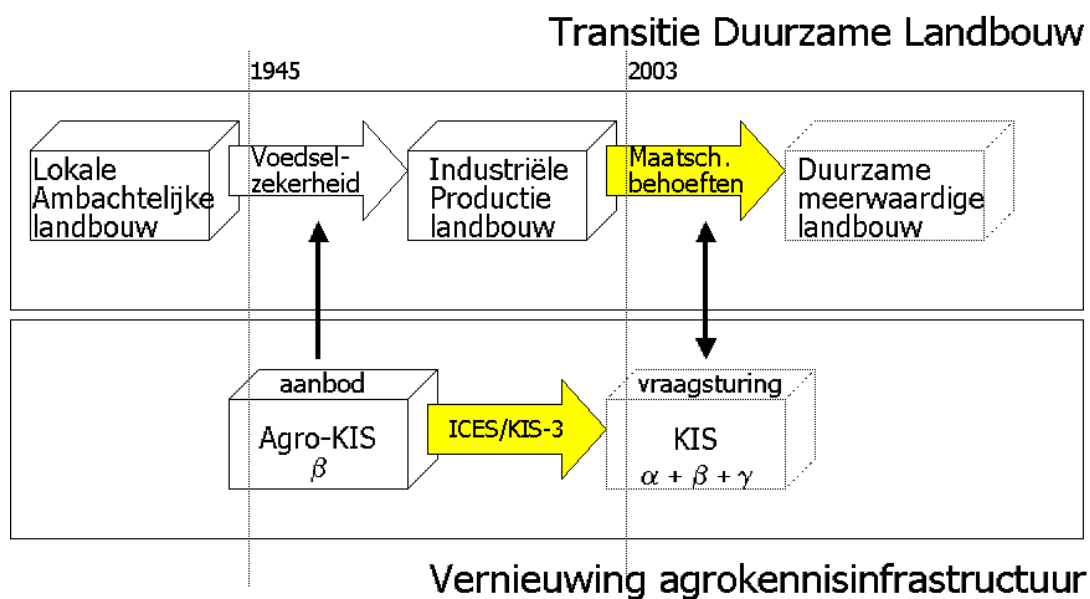 Transitie Duurzame Landbouw
1945
2003
Lokale
Ambachtelijke
landbouw
Voedsel-
zekerheid
Industriële
Productie
landbouw
Maatsch.
behoeften
Duurzame
meerwaardige
landbouw
aanbod
Agro-KIS
β
ICES/KIS-3
vraagsturing
KIS
α + β + γ
Vernieuwing agrokennisinfrastructuur